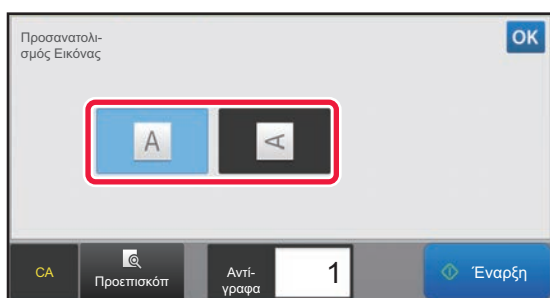 Προσανατολι-
σμός Εικόνας
OK
A
A
CA
Προεπισκόπ
Αντί-
γραφα
1
Έναρξη